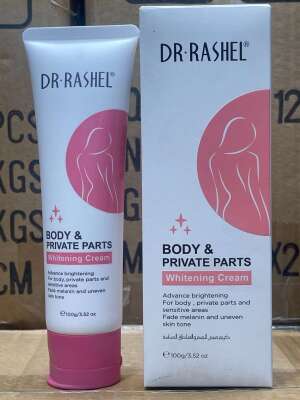 DR·RASHEL®
BODY &
PRIVATE PARTS
Whitening Cream
Advance brightening
For body, private parts and
sensitive areas
Fade melanin and uneven
skin tone
℮100g/3.52 oz
DR·RASHEL®
BODY &
PRIVATE PARTS
Whitening Cream
Advance brightening
For body , private parts and
sensitive areas
Fade melanin and uneven
skin tone
℮100g/3.52 oz
PCS
KGS
KGS
CM